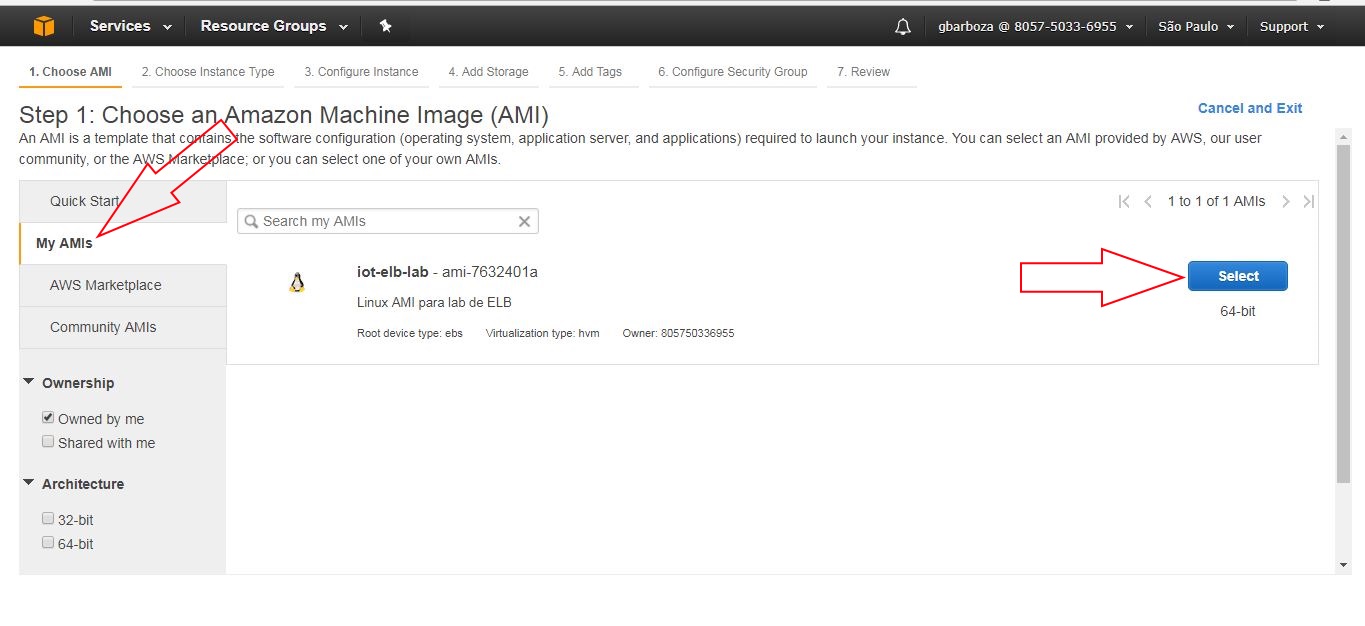 Services Resource Groups gbarboza @ 8057-5033-6955 São Paulo Support
1. Choose AMI 2. Choose Instance Type 3. Configure Instance 4. Add Storage 5. Add Tags 6. Configure Security Group 7. Review
Step 1: Choose an Amazon Machine Image (AMI)
Cancel and Exit
An AMI is a template that contains the software configuration (operating system, application server, and applications) required to launch your instance. You can select an AMI provided by AWS, our user
community, or the AWS Marketplace; or you can select one of your own AMIs.
Quick Start
My AMIs
AWS Marketplace
Community AMIs
Ownership
Owned by me
Shared with me
Architecture
32-bit
64-bit
1 to 1 of 1 AMIs
Search my AMIs
iot-elb-lab - ami-7632401a
Linux AMI para lab de ELB
Root device type: ebs Virtualization type: hvm Owner: 805750336955
Select
64-bit